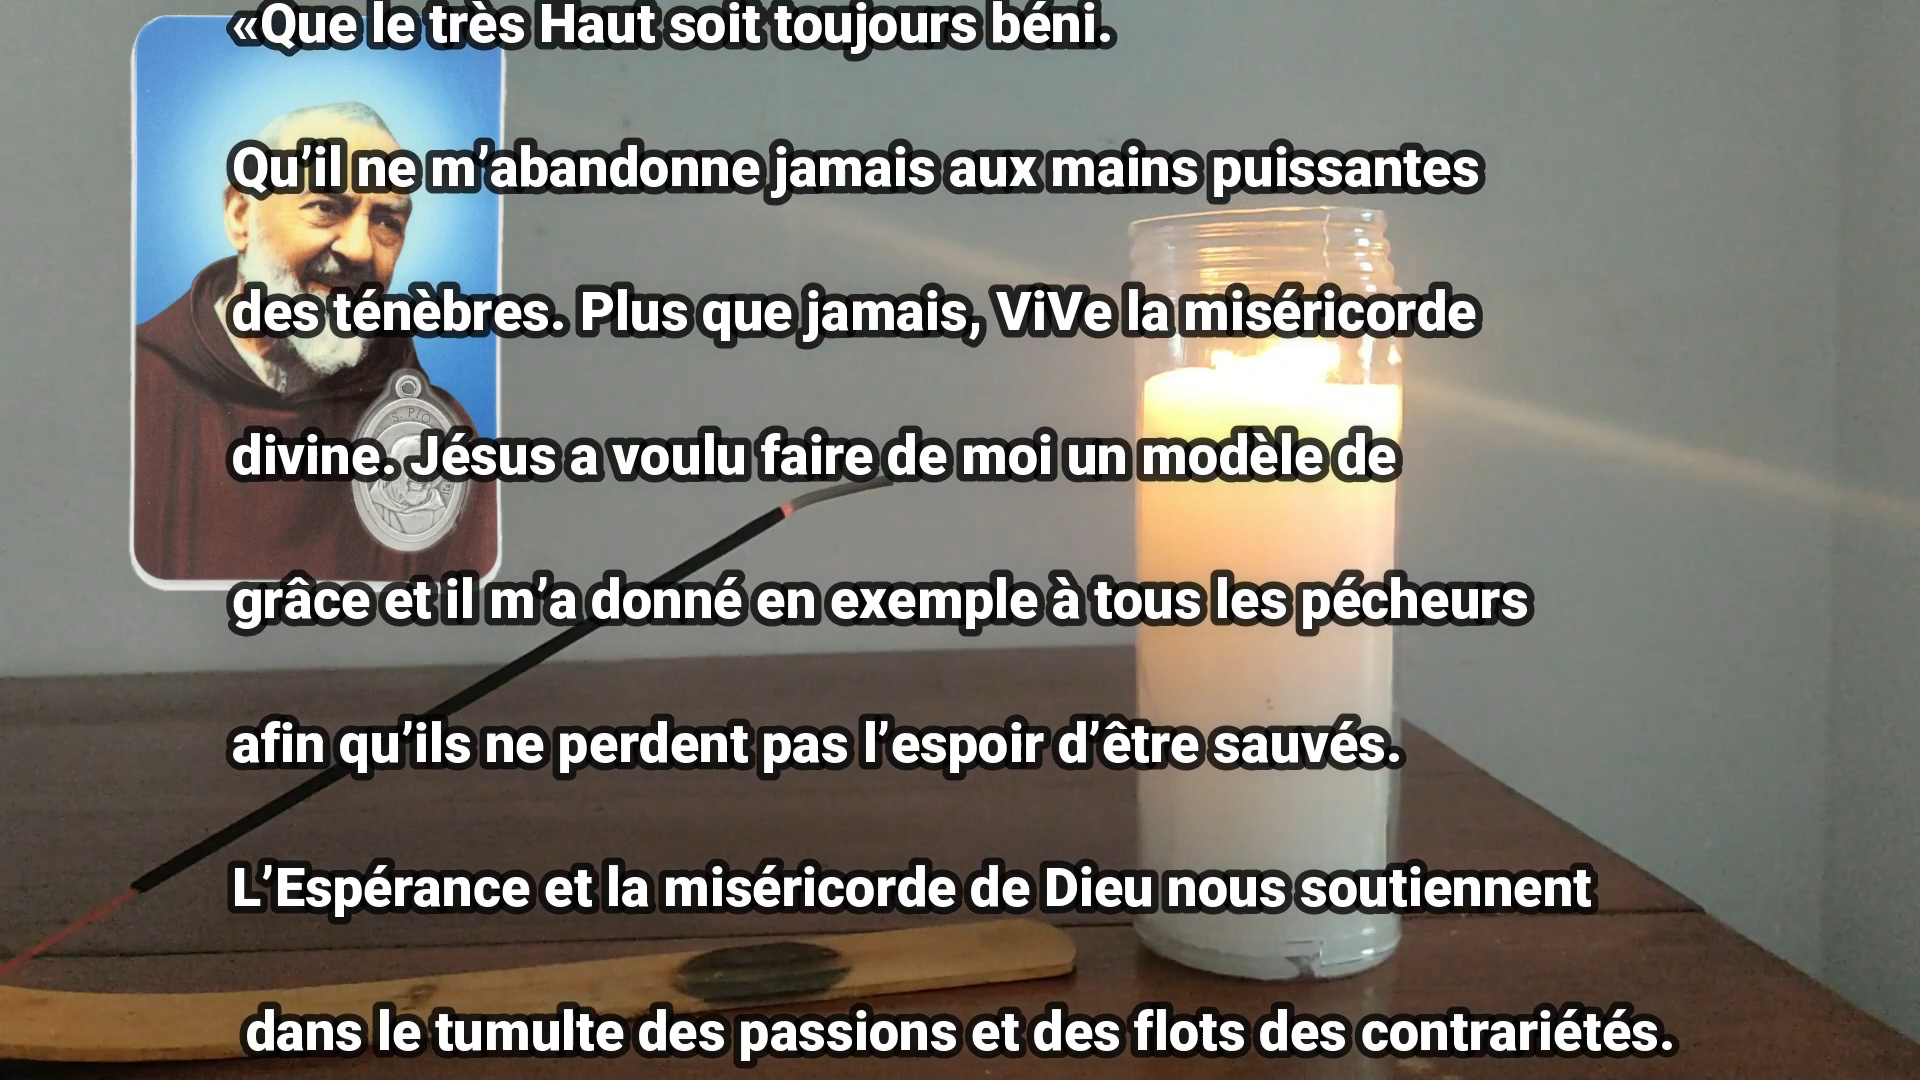 «Que le très Haut soit toujours béni.
Qu’il ne m’abandonne jamais aux mains puissantes
des ténèbres. Plus que jamais, ViVe la miséricorde
divine. Jésus a voulu faire de moi un modèle de
grâce et il m’a donné en exemple à tous les pécheurs
afin qu’ils ne perdent pas l’espoir d’être sauvés.
L’Espérance et la miséricorde de Dieu nous soutiennent
dans le tumulte des passions et des flots des contrariétés.
S. PIO